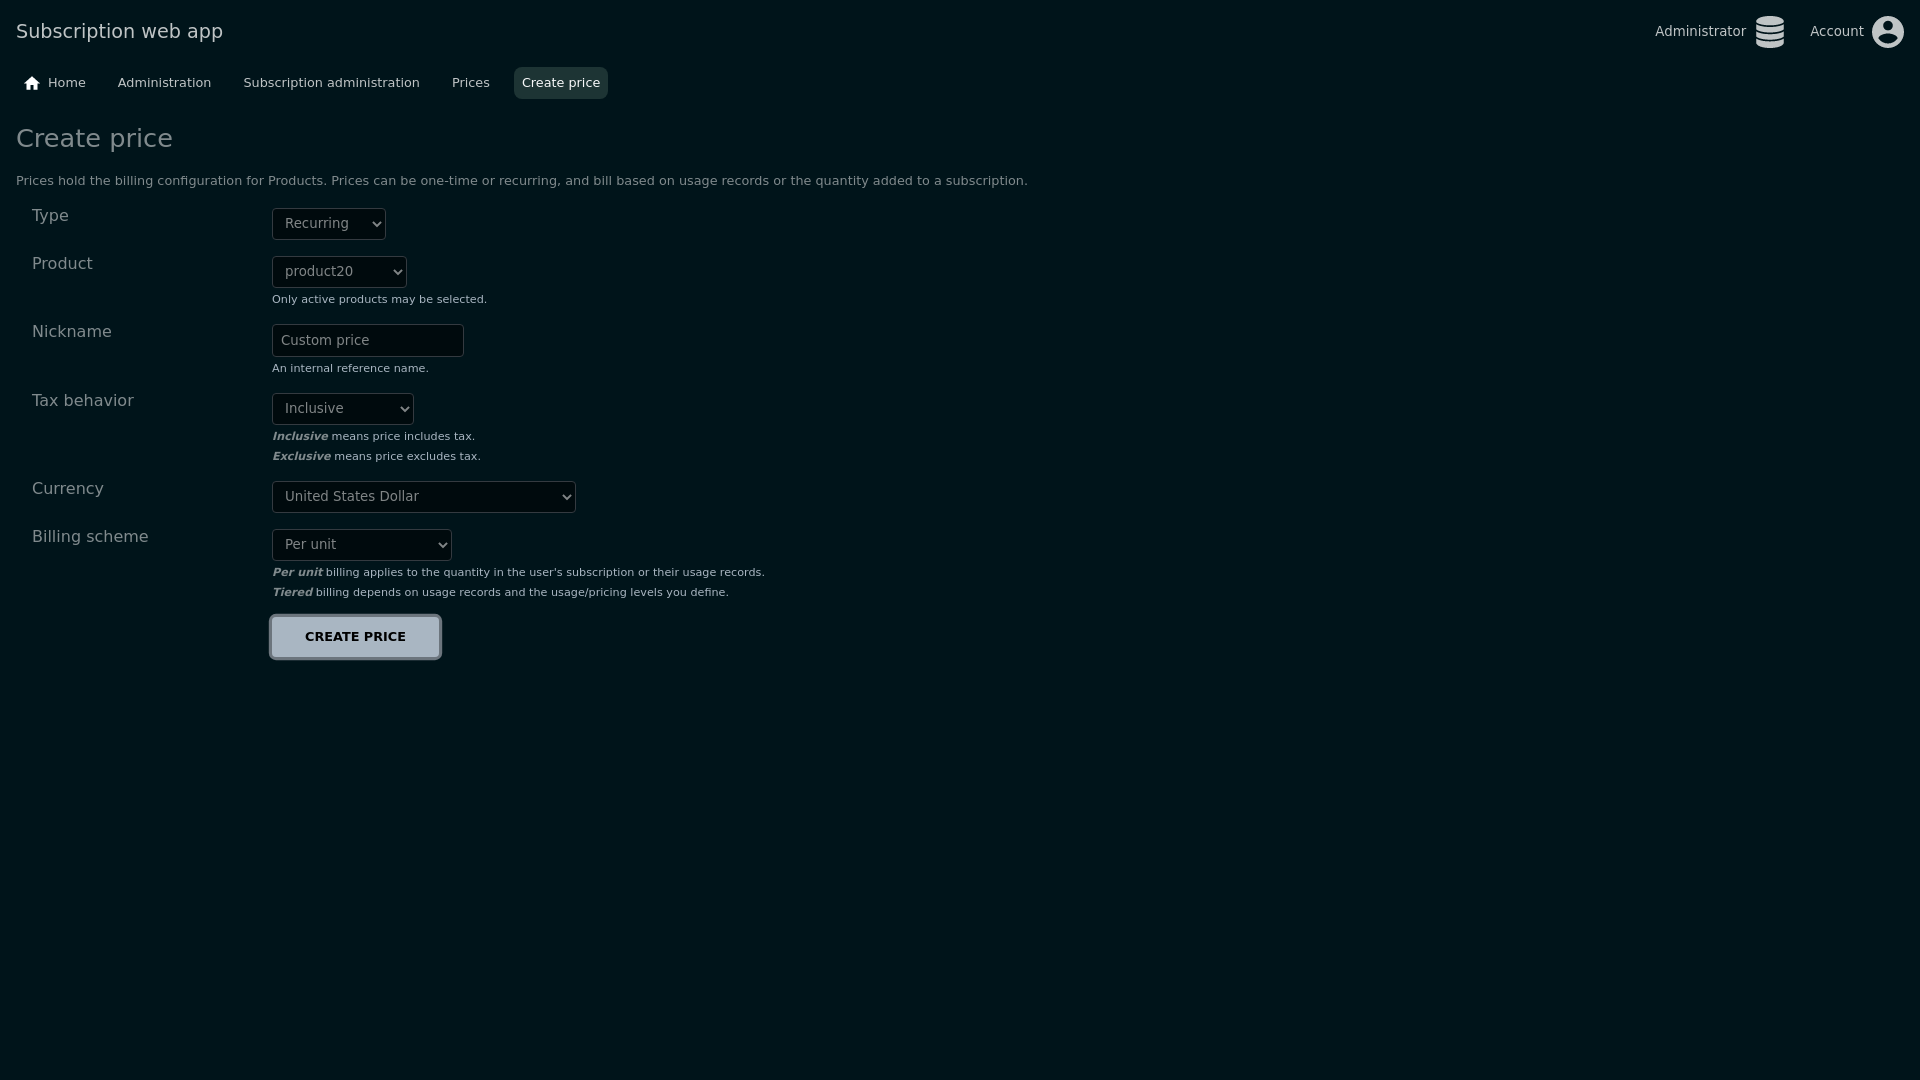 Subscription web app
Administrator
Account
Home
Administration
Subscription administration
Prices
Create price
Create price
Prices hold the billing configuration for Products. Prices can be one-time or recurring, and bill based on usage records or the quantity added to a subscription.
Type
Recurring
Product
product20
Only active products may be selected.
Nickname
Custom price
An internal reference name.
Tax behavior
Inclusive
Inclusive means price includes tax.
Exclusive means price excludes tax.
Currency
United States Dollar
Billing scheme
Per unit
Per unit billing applies to the quantity in the user's subscription or their usage records.
Tiered billing depends on usage records and the usage/pricing levels you define.
CREATE PRICE